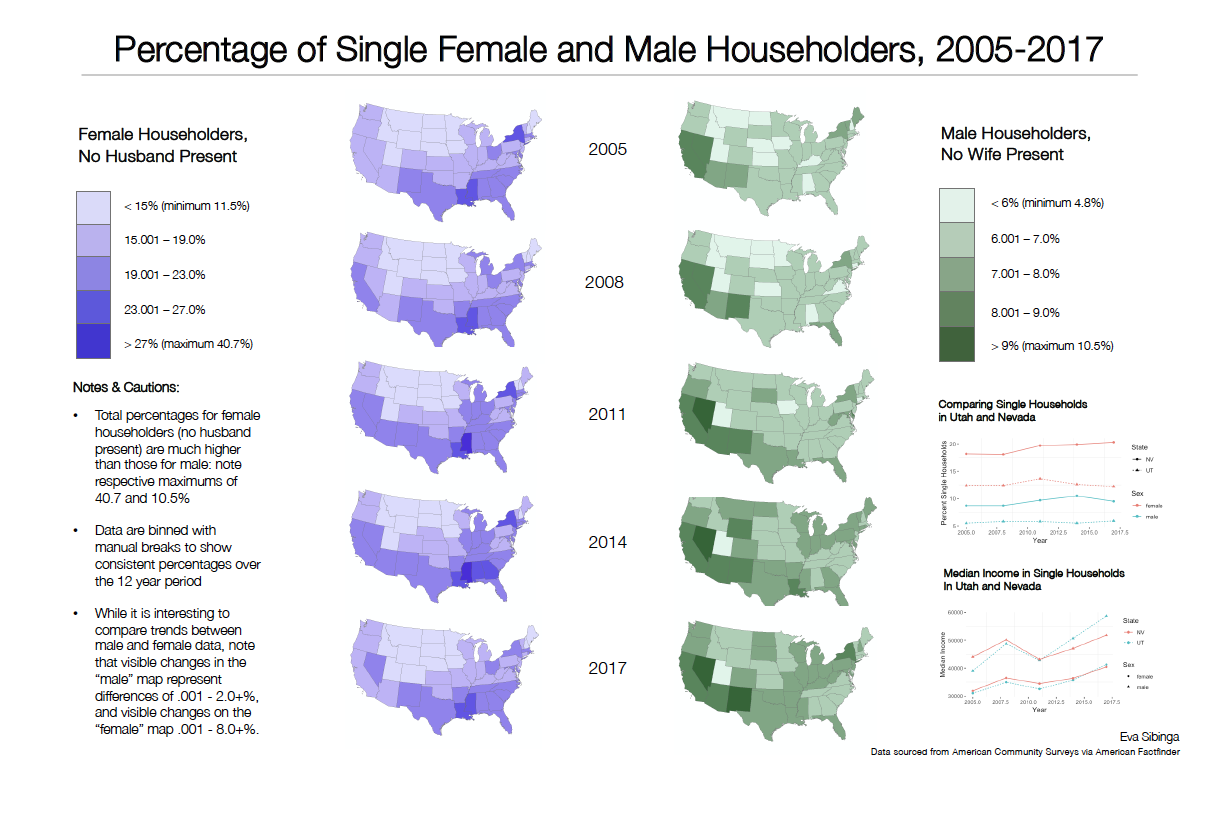 Percentage of Single Female and Male Householders, 2005-2017
Female Householders,
No Husband Present
< 15% (minimum 11.5%)
15.001 – 19.0%
19.001 – 23.0%
23.001 – 27.0%
> 27% (maximum 40.7%)
Notes & Cautions:
• Total percentages for female
householders (no husband
present) are much higher
than those for male: note
respective maximums of
40.7 and 10.5%
• Data are binned with
manual breaks to show
consistent percentages over
the 12 year period
• While it is interesting to
compare trends between
male and female data, note
that visible changes in the
“male” map represent
differences of .001 - 2.0+%,
and visible changes on the
“female” map .001 - 8.0+%.
2005
2008
2011
2014
2017
Male Householders,
No Wife Present
< 6% (minimum 4.8%)
6.001 – 7.0%
7.001 – 8.0%
8.001 – 9.0%
> 9% (maximum 10.5%)
Comparing Single Households
in Utah and Nevada
Percent Single Households
20
15
10
5
2005.0 2007.5 2010.0 2012.5 2015.0 2017.5
Year
State
NV
UT
Sex
female
male
Median Income in Single Households
In Utah and Nevada
Median Income
60000
50000
40000
30000
2005.0 2007.5 2010.0 2012.5 2015.0 2017.5
Year
State
NV
UT
Sex
female
male
Eva Sibinga
Data sourced from American Community Surveys via American Factfinder